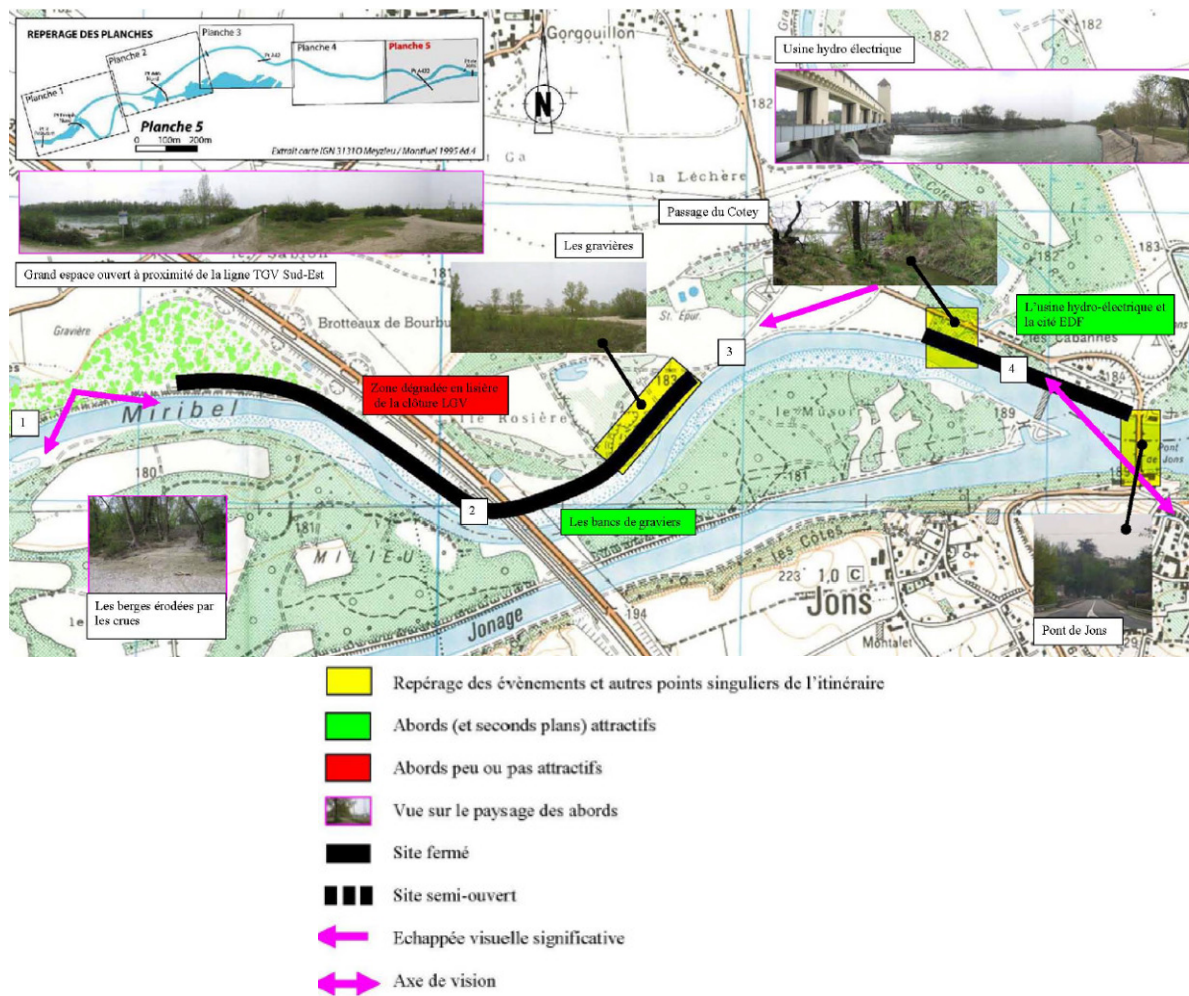 REPERAGE DES PLANCHES
Planche 1
Planche 2
Planche 3
Planche 4
Planche 5
Planche 5
0 100m 200m
Extrait carte IGN 3131O Meyzieu / Montluel 1995 éd.4
Gorgouillon
182
182
182
N
Usine hydro électrique
la Léchère
Passage du Cotey
Les gravières
183
Grand espace ouvert à proximité de la ligne TGV Sud-Est
Gravière
Brotteaux de
St. Epur.
3
L'usine hydro-électrique et
la cité EDF
les Cabannes
4
184
Zone dégradée en lisière
de la clôture LGV
183
1
Miribel
Rosière
le Musoir
189
Pont
de Jons
180
181
2
Les bancs de graviers
181
MILIEU
les Côtes
223
1,0 C
Jons
Jonage
194
Montalet
Les berges érodées par
les crues
Pont de Jons
Repérage des évènements et autres points singuliers de l'itinéraire
Abords (et seconds plans) attractifs
Abords peu ou pas attractifs
Vue sur le paysage des abords
Site fermé
Site semi-ouvert
Echappée visuelle significative
Axe de vision